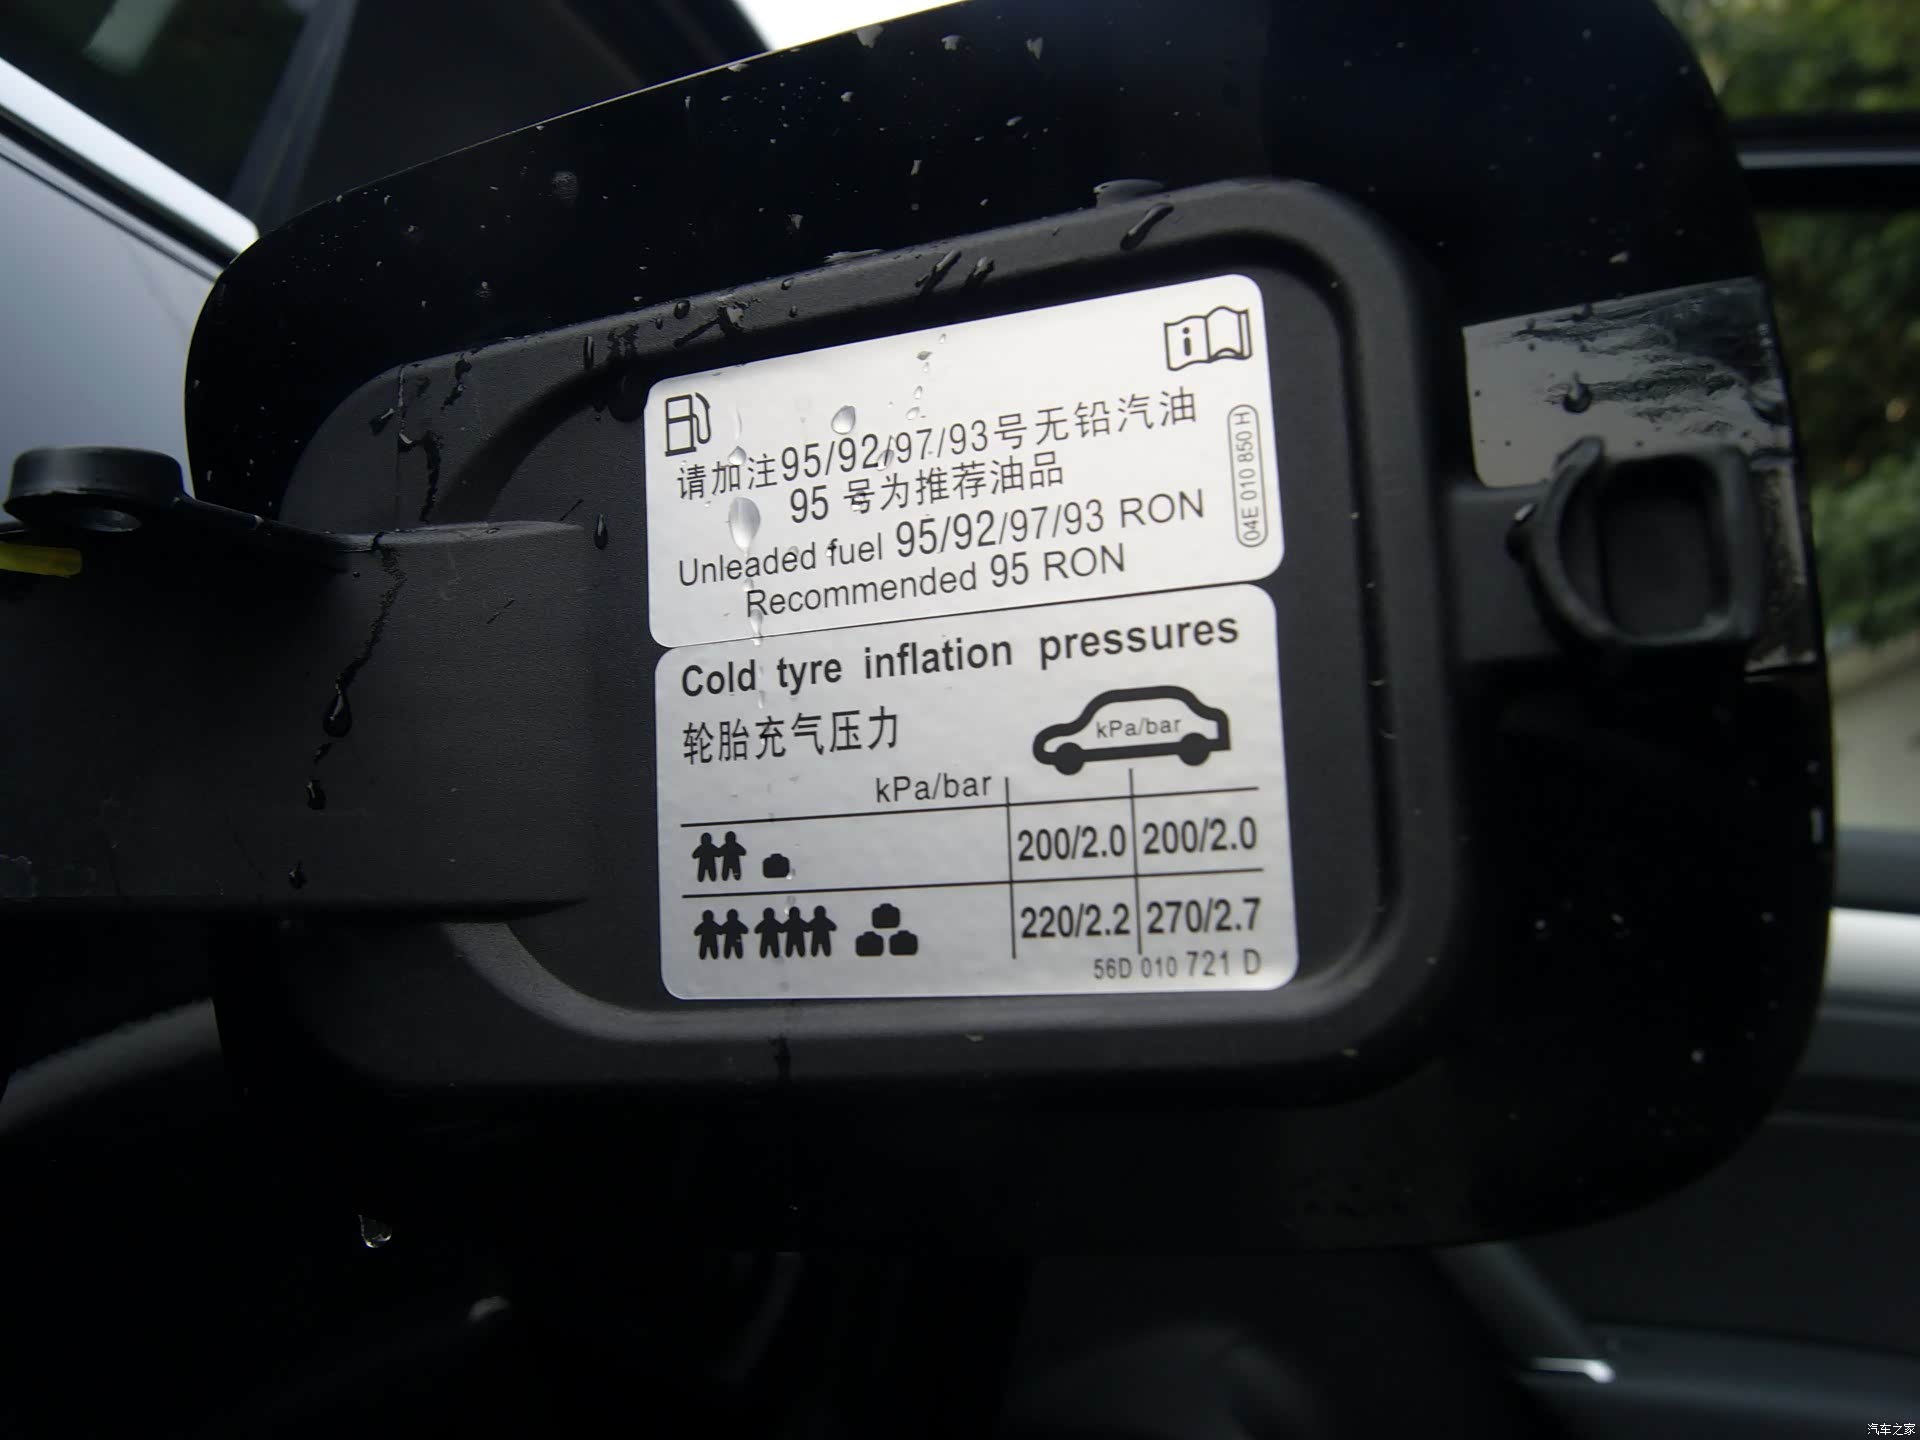 请加注95/92/97/93号无铅汽油
95 号为推荐油品
Unleaded fuel 95/92/97/93 RON
Recommended 95 RON
04E 010 850 H
Cold tyre inflation pressures
轮胎充气压力
kPa/bar
kPa/bar
200/2.0 200/2.0
220/2.2 270/2.7
56D 010 721 D
汽车之家